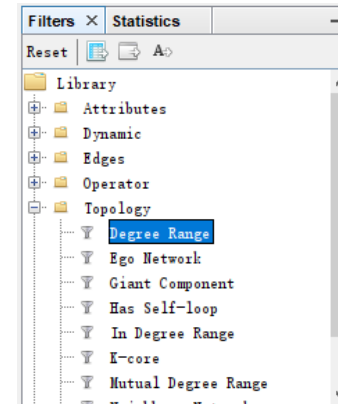 Filters × Statistics
Reset A
Library
Attributes
Dynamic
Edges
Operator
Topology
Degree Range
Ego Network
Giant Component
Has Self-loop
In Degree Range
K-core
Mutual Degree Range